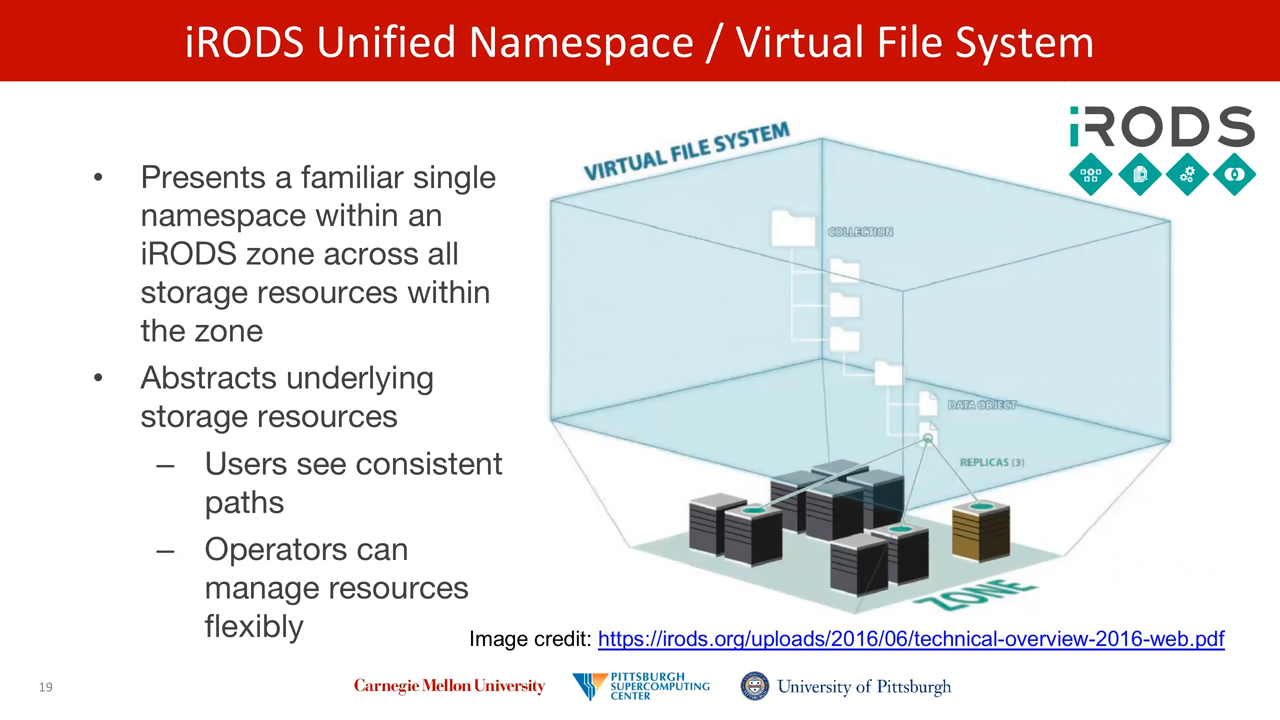 iRODS Unified Namespace / Virtual File System
iRODS
VIRTUAL FILE SYSTEM
• Presents a familiar single
namespace within an
iRODS zone across all
storage resources within
the zone
• Abstracts underlying
storage resources
– Users see consistent
paths
– Operators can
manage resources
flexibly
COLLECTION
DATA OBJECT
REPLICAS (3)
ZONE
Image credit: https://irods.org/uploads/2016/06/technical-overview-2016-web.pdf
19
Carnegie Mellon University
PITTSBURGH
SUPERCOMPUTING
CENTER
University of Pittsburgh